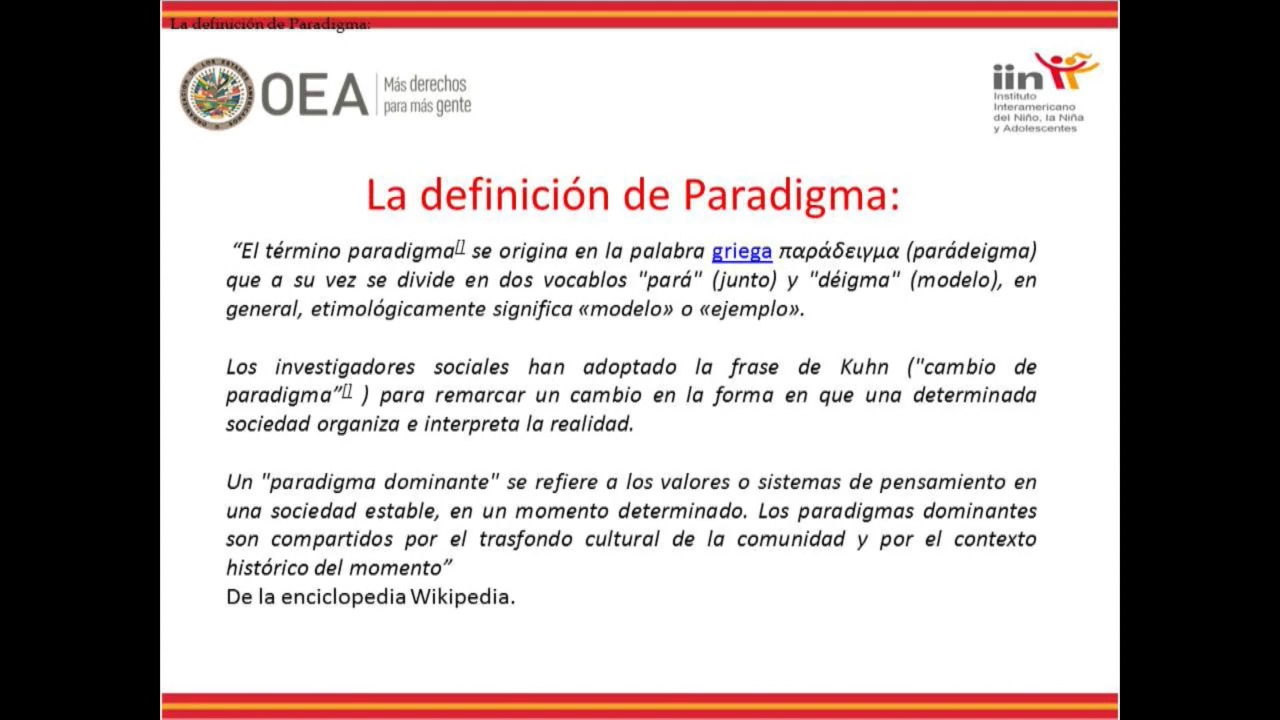 La definición de Paradigma:
OEA
Más derechos
para más gente
iin
Instituto
Interamericano
del Niño, la Niña
y Adolescentes
La definición de Paradigma:
“El término paradigma[] se origina en la palabra griega παράδειγμα (parádeigma)
que a su vez se divide en dos vocablos "pará" (junto) y "déigma" (modelo), en
general, etimológicamente significa «modelo» o «ejemplo».
Los investigadores sociales han adoptado la frase de Kuhn ("cambio de
paradigma”[] ) para remarcar un cambio en la forma en que una determinada
sociedad organiza e interpreta la realidad.
Un "paradigma dominante" se refiere a los valores o sistemas de pensamiento en
una sociedad estable, en un momento determinado. Los paradigmas dominantes
son compartidos por el trasfondo cultural de la comunidad y por el contexto
histórico del momento”
De la enciclopedia Wikipedia.